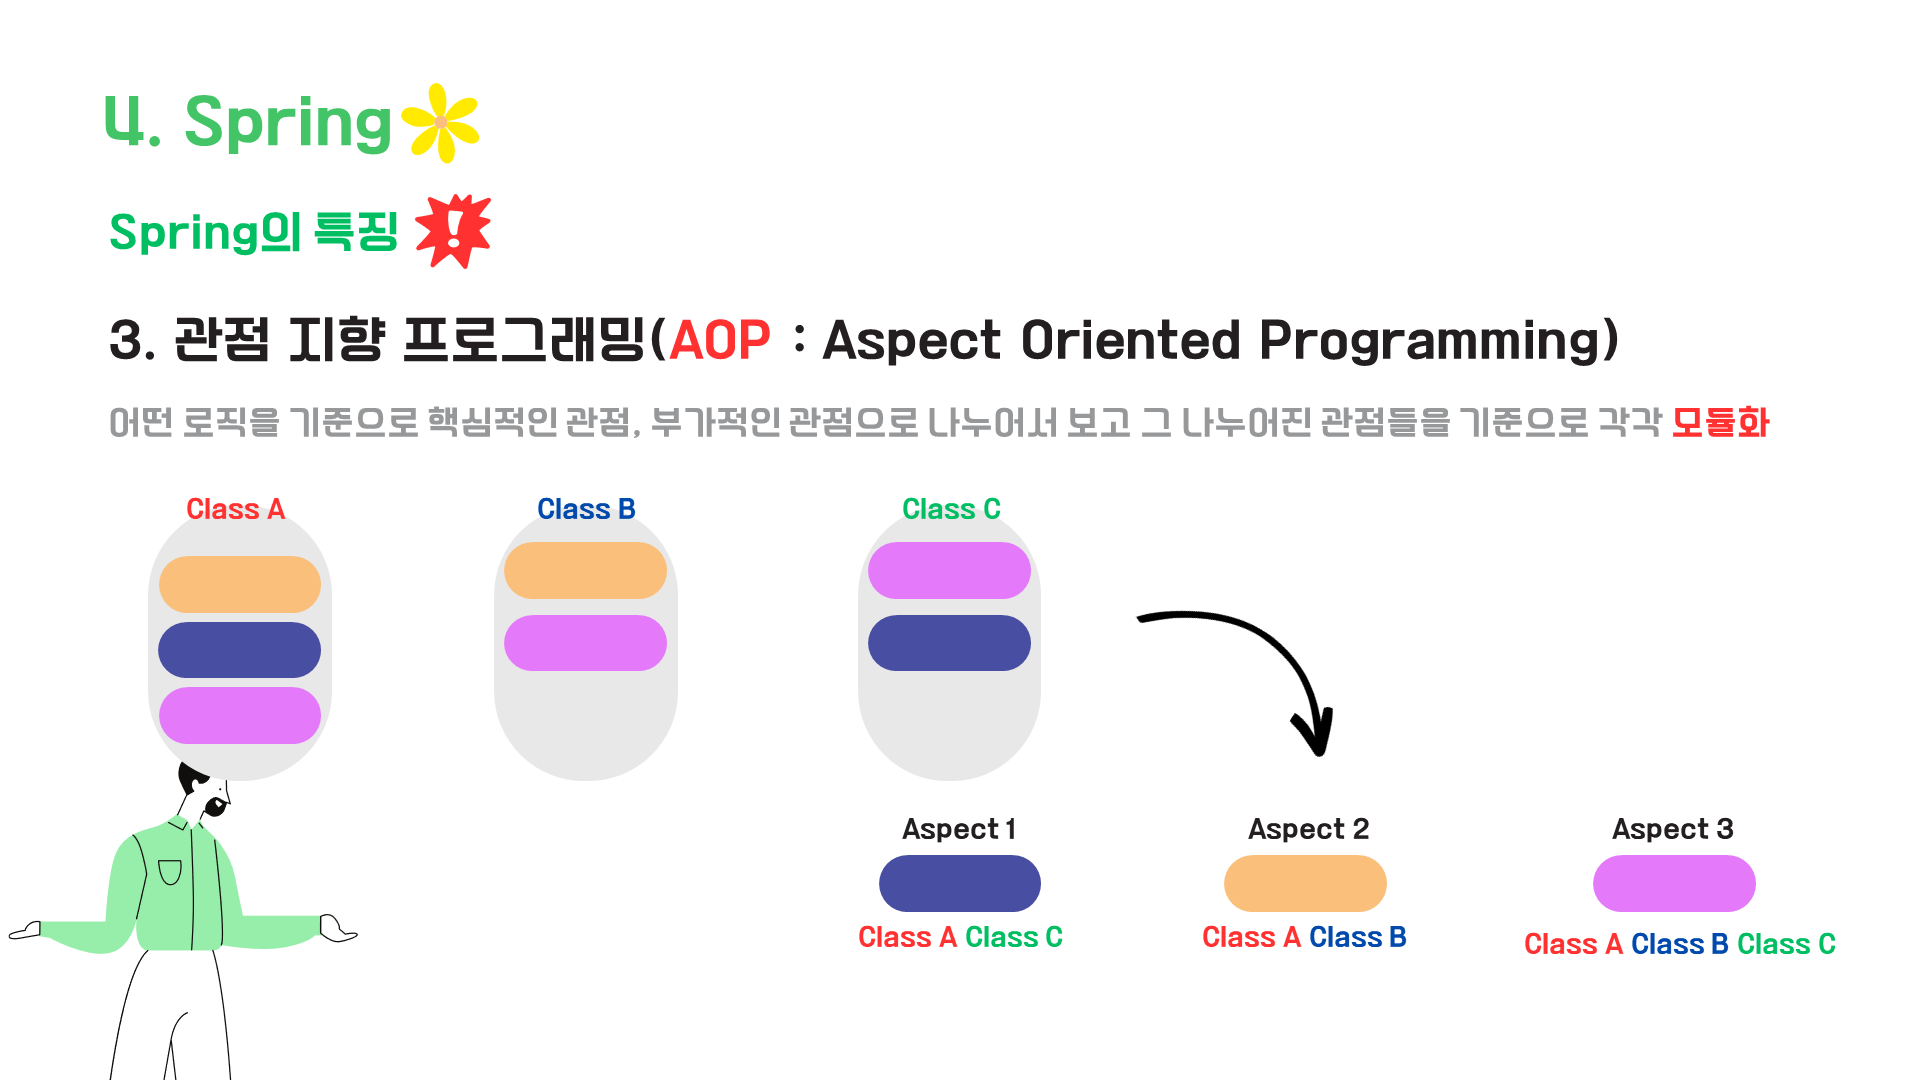 4. Spring
Spring의 특징
3. 관점 지향 프로그래밍(AOP : Aspect Oriented Programming)
어떤 로직을 기준으로 핵심적인 관점, 부가적인 관점으로 나누어서 보고 그 나누어진 관점들을 기준으로 각각 모듈화
Class A
Class B
Class C
Aspect 1
Aspect 2
Aspect 3
Class A Class C
Class A Class B
Class A Class B Class C